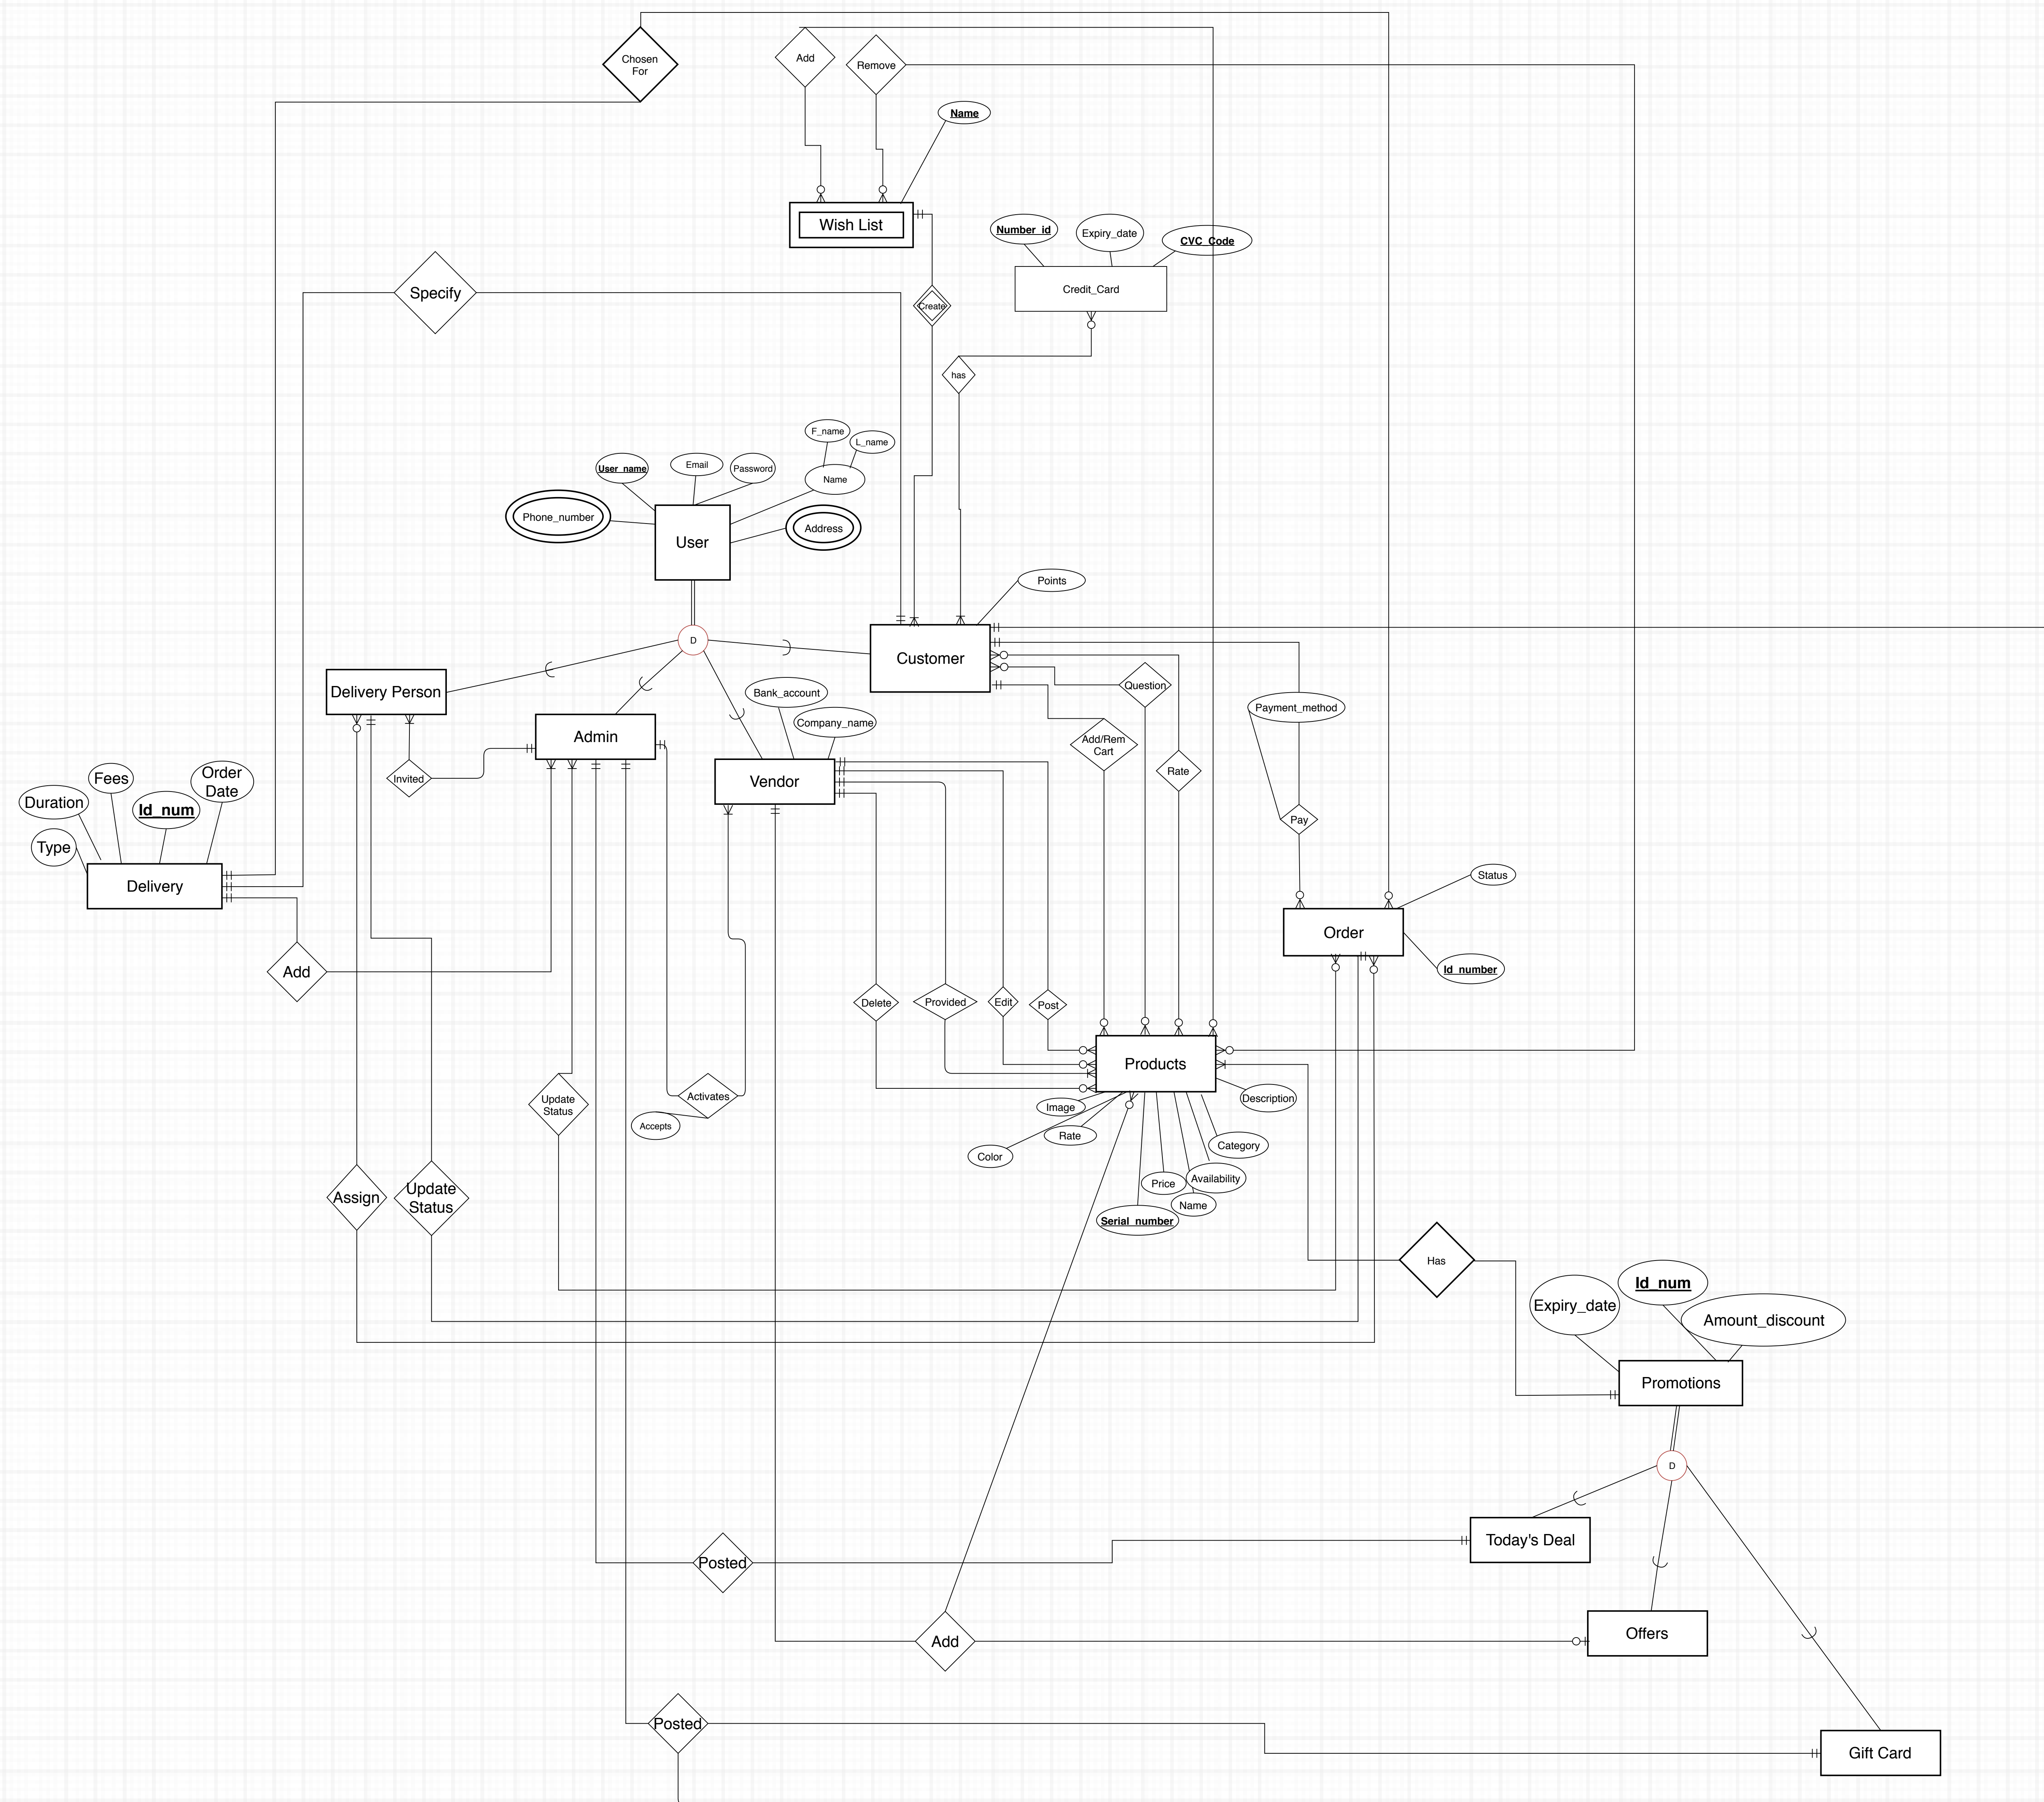 Chosen
For
Add
Remove
Name
Wish List
Number_id
Expiry_date
CVC_Code
Credit_Card
Specify
Create
has
F_name
L_name
User_name
Email
Password
Name
Phone_number
Address
User
Points
D
Customer
Delivery Person
Question
Bank_account
Payment_method
Company_name
Admin
Add/Rem
Cart
Invited
Rate
Vendor
Fees
Order
Date
Duration
Id_num
Pay
Type
Delivery
Status
Order
Id_number
Add
Delete
Provided
Edit
Post
Products
Update
Status
Activates
Accepts
Image
Description
Rate
Color
Category
Price
Availability
Name
Serial_number
Assign
Update
Status
Has
Id_num
Expiry_date
Amount_discount
Promotions
D
Today's Deal
Posted
Offers
Add
Posted
Gift Card